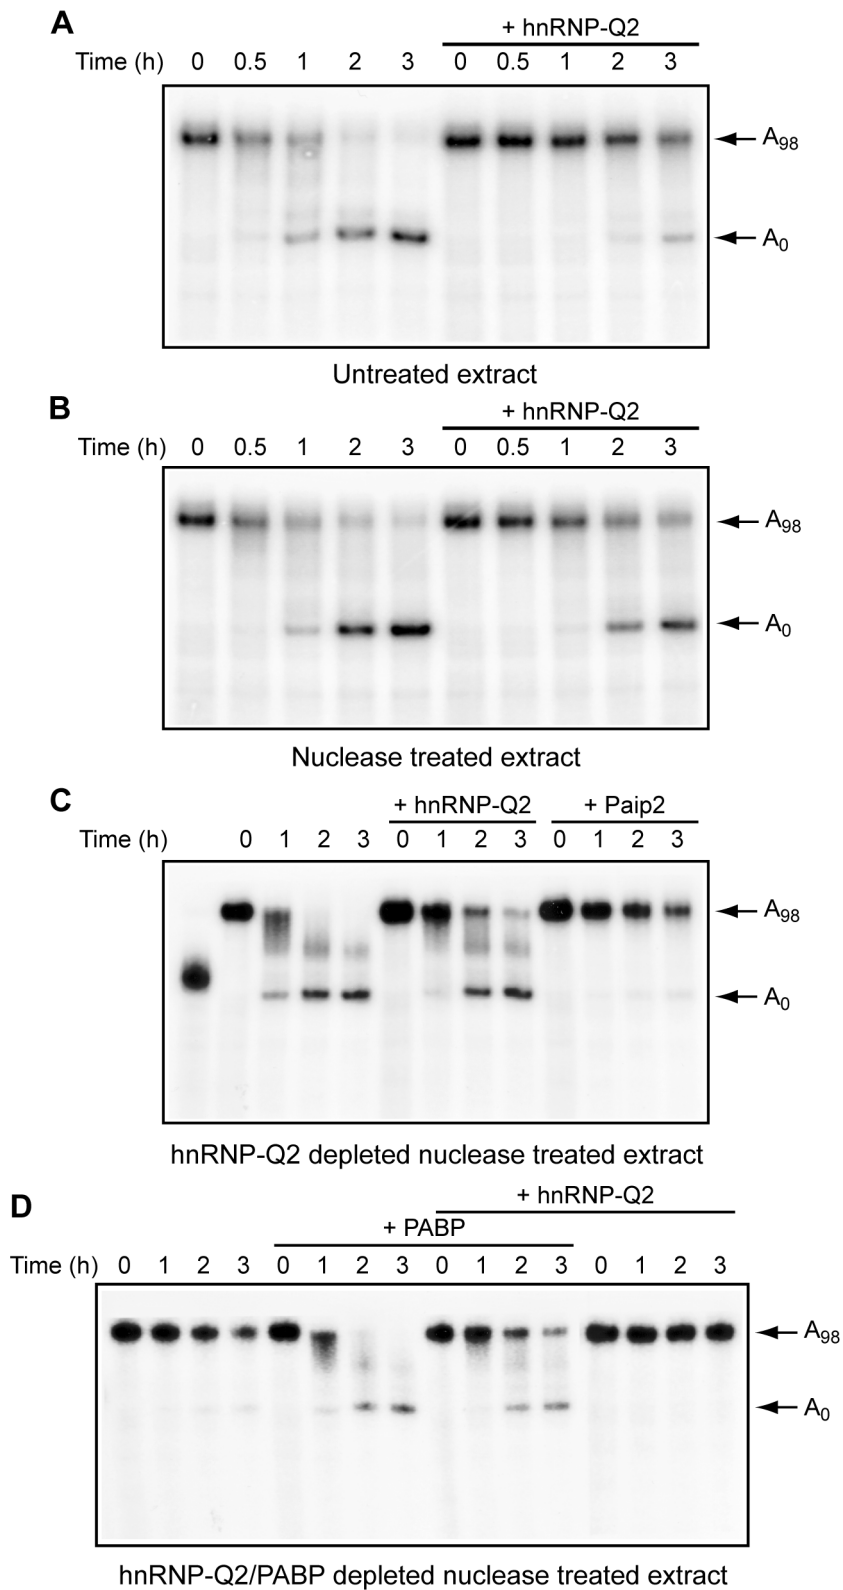 A
+ hnRNP-Q2
Time (h) 0 0.5 1 2 3 0 0.5 1 2 3
A98
A0
Untreated extract
B
+ hnRNP-Q2
Time (h) 0 0.5 1 2 3 0 0.5 1 2 3
A98
A0
Nuclease treated extract
C
+ hnRNP-Q2 + Paip2
Time (h) 0 1 2 3 0 1 2 3 0 1 2 3
A98
A0
hnRNP-Q2 depleted nuclease treated extract
D
+ hnRNP-Q2
+ PABP
Time (h) 0 1 2 3 0 1 2 3 0 1 2 3 0 1 2 3
A98
A0
hnRNP-Q2/PABP depleted nuclease treated extract